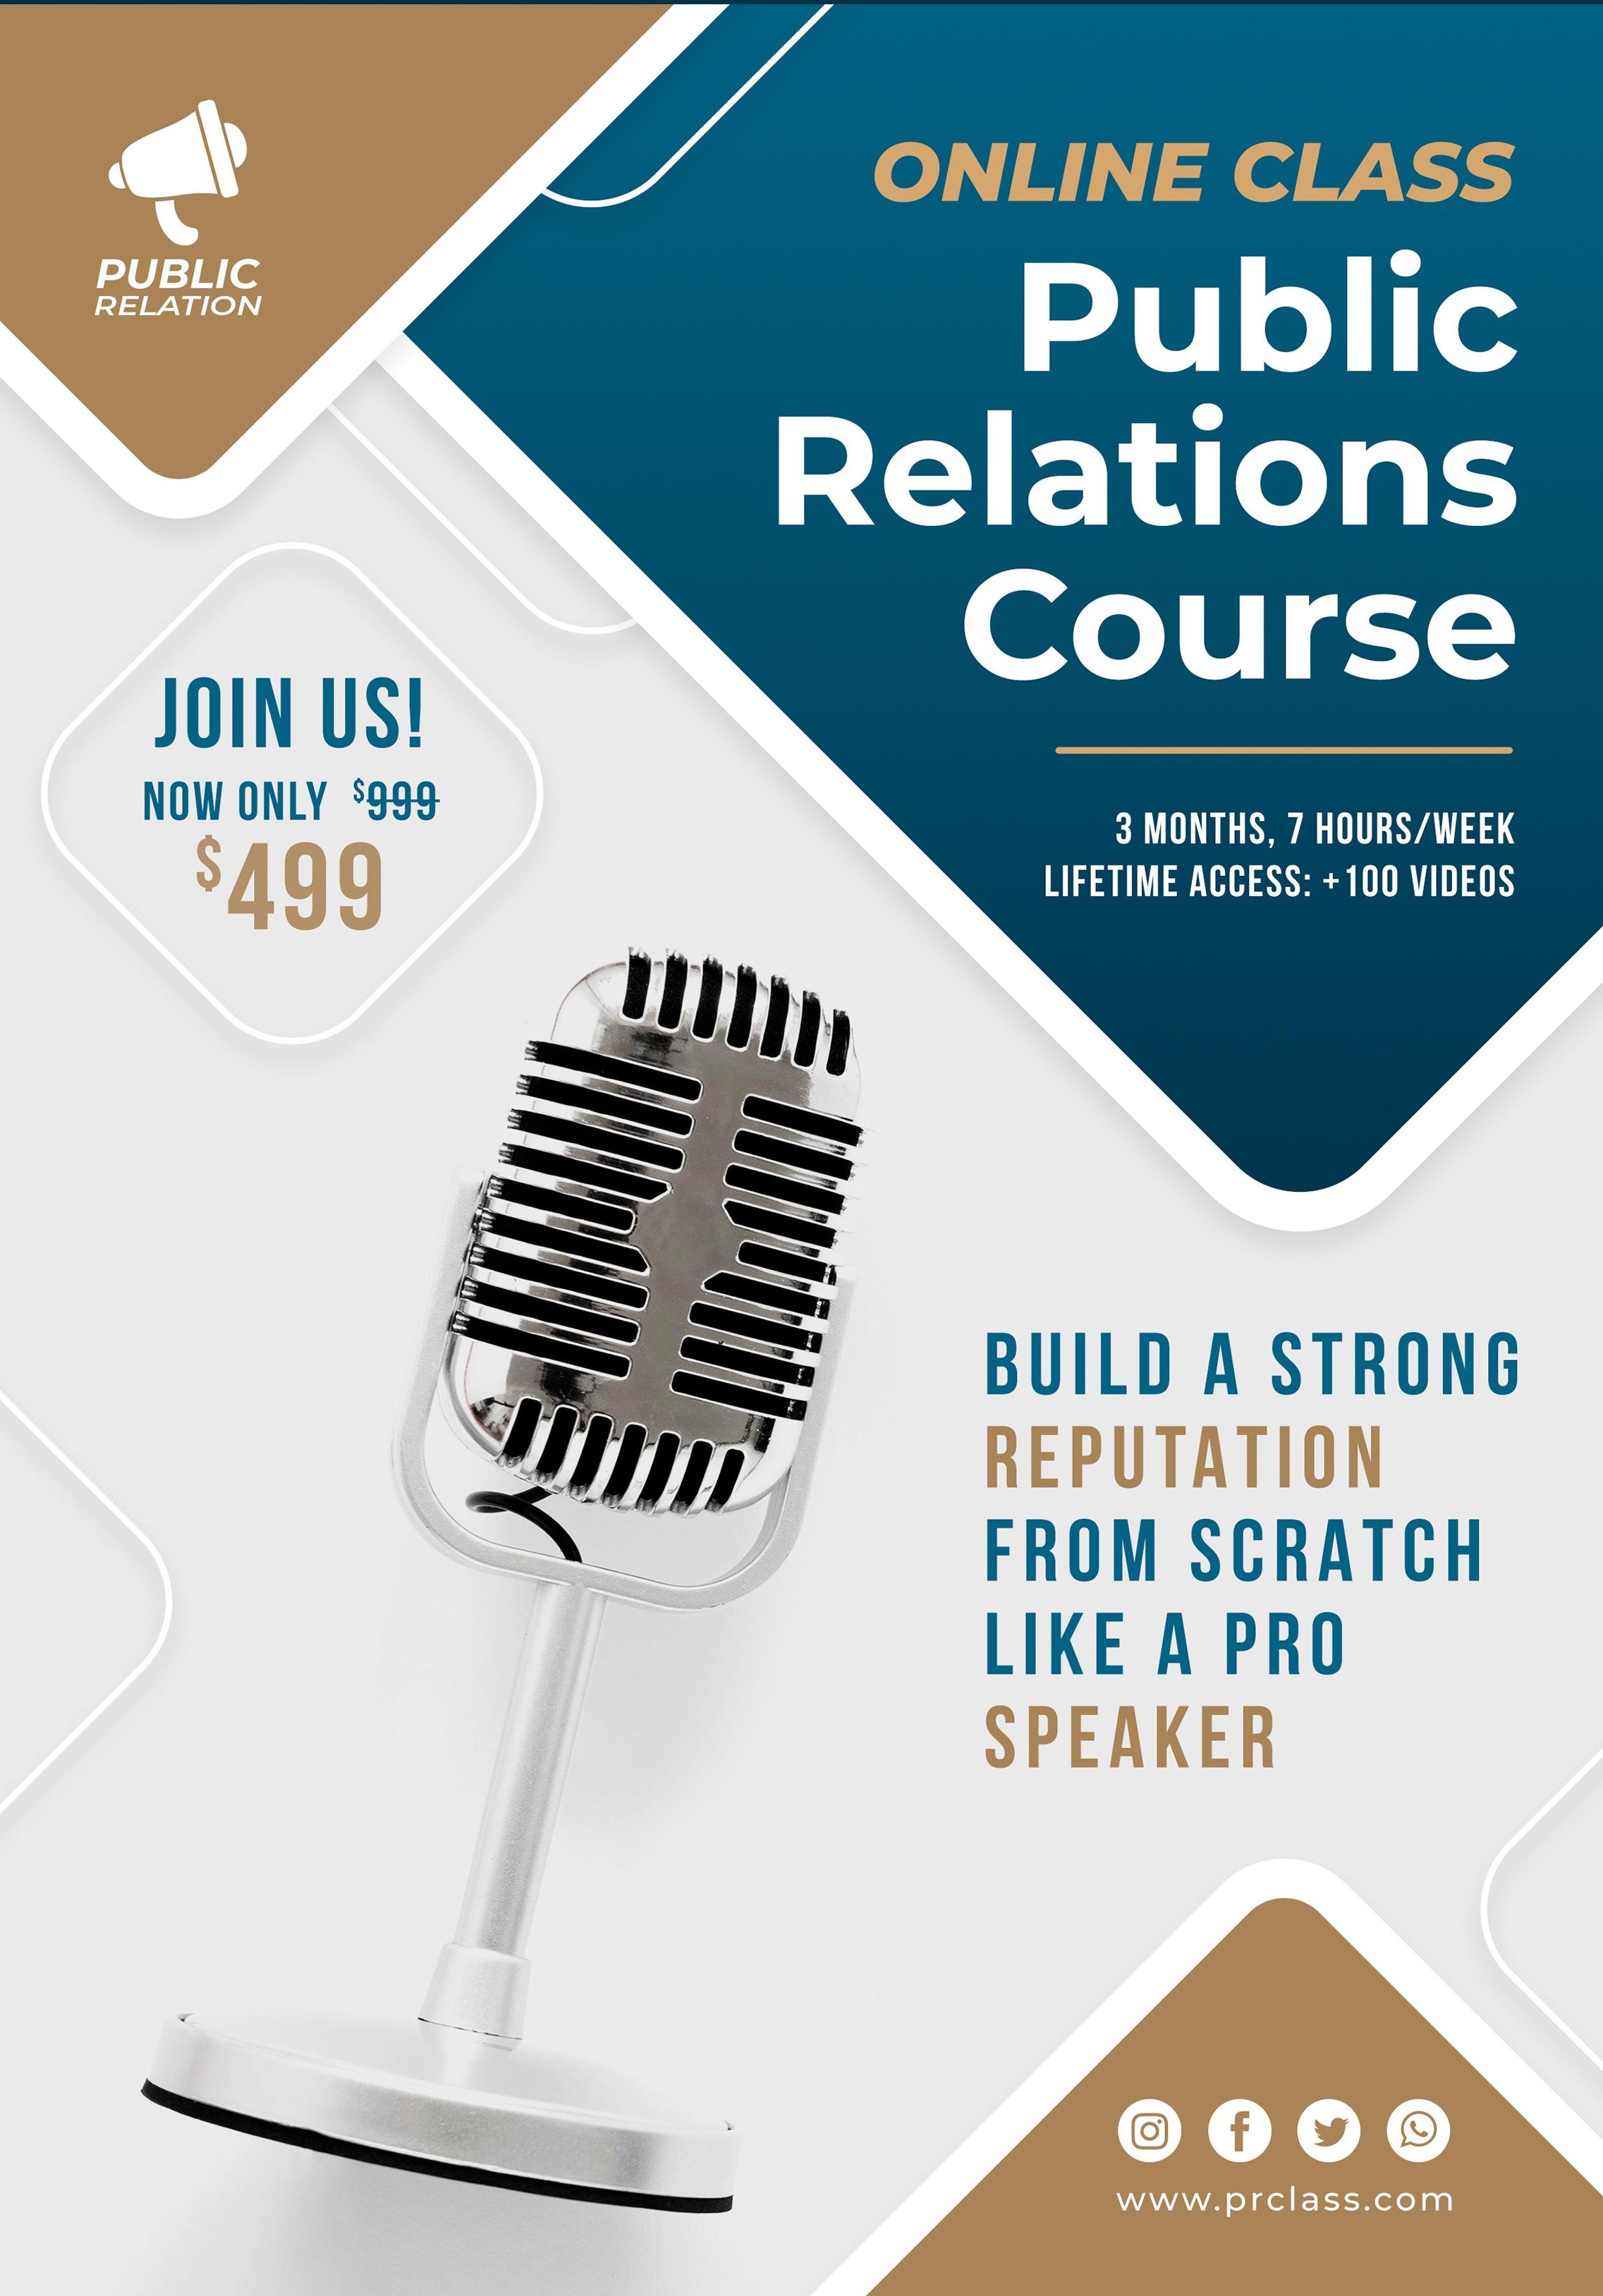 PUBLIC
RELATION
ONLINE CLASS
Public
Relations
Course
3 MONTHS, 7 HOURS/WEEK
LIFETIME ACCESS: +100 VIDEOS
JOIN US!
NOW ONLY $999
$499
BUILD A STRONG
REPUTATION
FROM SCRATCH
LIKE A PRO
SPEAKER
www.prclass.com